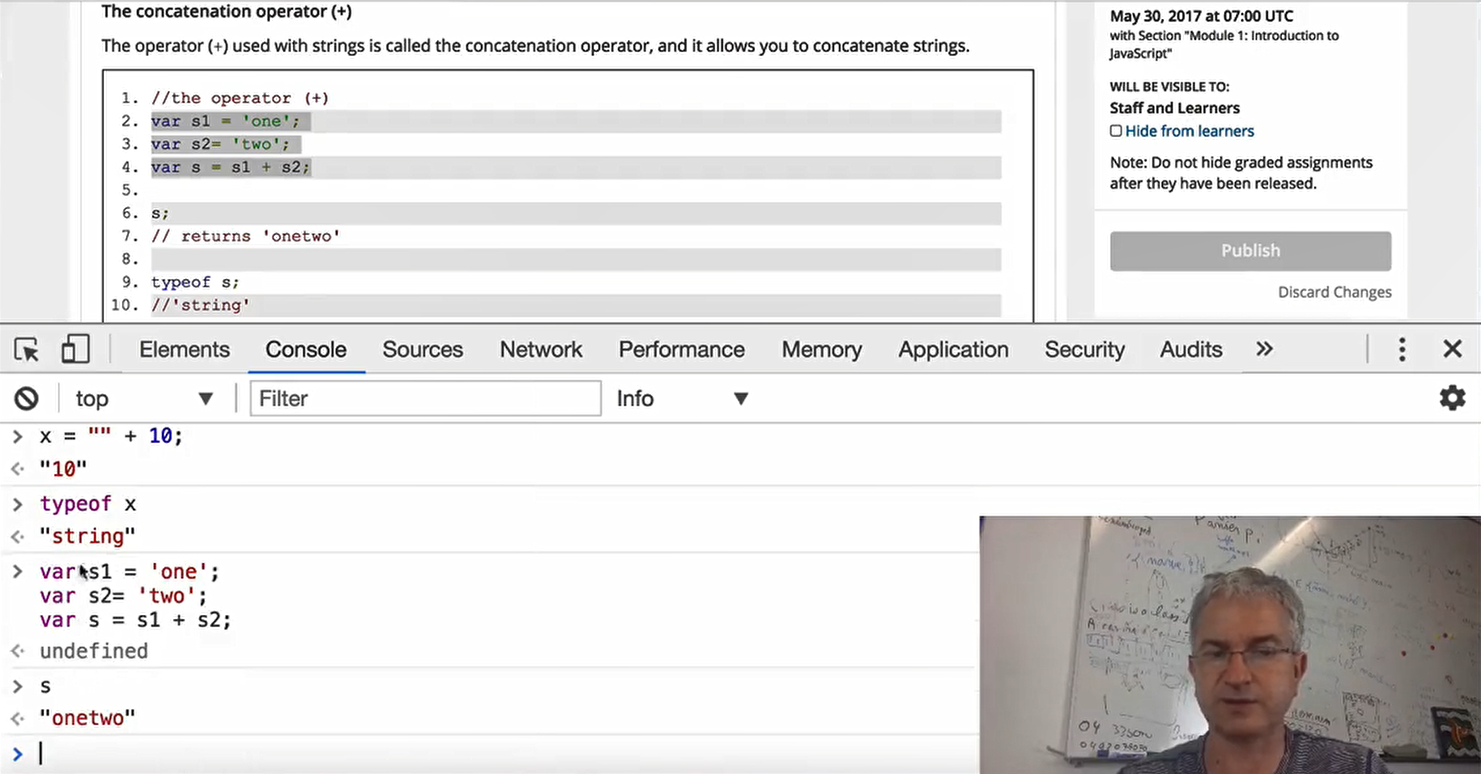 The concatenation operator (+)
The operator (+) used with strings is called the concatenation operator, and it allows you to concatenate strings.
1. //the operator (+)
2. var s1 = 'one';
3. var s2= 'two';
4. var s = s1 + s2;
5.
6. s;
7. // returns 'onetwo'
8.
9. typeof s;
10. //'string'
May 30, 2017 at 07:00 UTC
with Section "Module 1: Introduction to
JavaScript"
WILL BE VISIBLE TO:
Staff and Learners
Hide from learners
Note: Do not hide graded assignments
after they have been released.
Publish
Discard Changes
Elements Console Sources Network Performance Memory Application Security Audits »
top Filter Info
> x = "" + 10;
"10"
> typeof x
"string"
> var s1 = 'one';
var s2= 'two';
var s = s1 + s2;
undefined
> s
"onetwo"
>